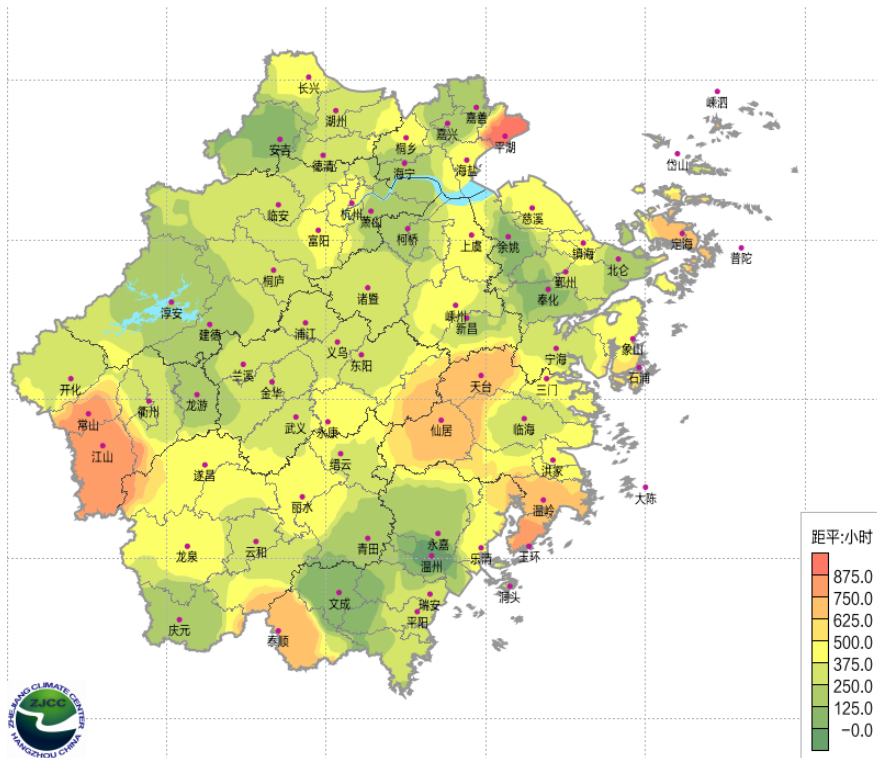 长兴
嵊泗
湖州
嘉善
嘉兴
平湖
安吉
桐乡
德清
海宁
海盐
岱山
临安
杭州
萧山
慈溪
富阳
柯桥
上虞
余姚
镇海
定海
普陀
北仑
鄞州
桐庐
诸暨
奉化
淳安
嵊州
新昌
建德
浦江
义乌
东阳
宁海
象山
石浦
兰溪
金华
天台
三门
开化
衢州
龙游
常山
武义
永康
仙居
临海
江山
缙云
遂昌
洪家
丽水
温岭
大陈
龙泉
云和
青田
永嘉
温州
乐清
玉环
洞头
文成
瑞安
平阳
庆元
泰顺
距平:小时
875.0
750.0
625.0
500.0
375.0
250.0
125.0
-0.0
ZHEJIANG CLIMATE CENTER
ZJCC
HANGZHOU CHINA